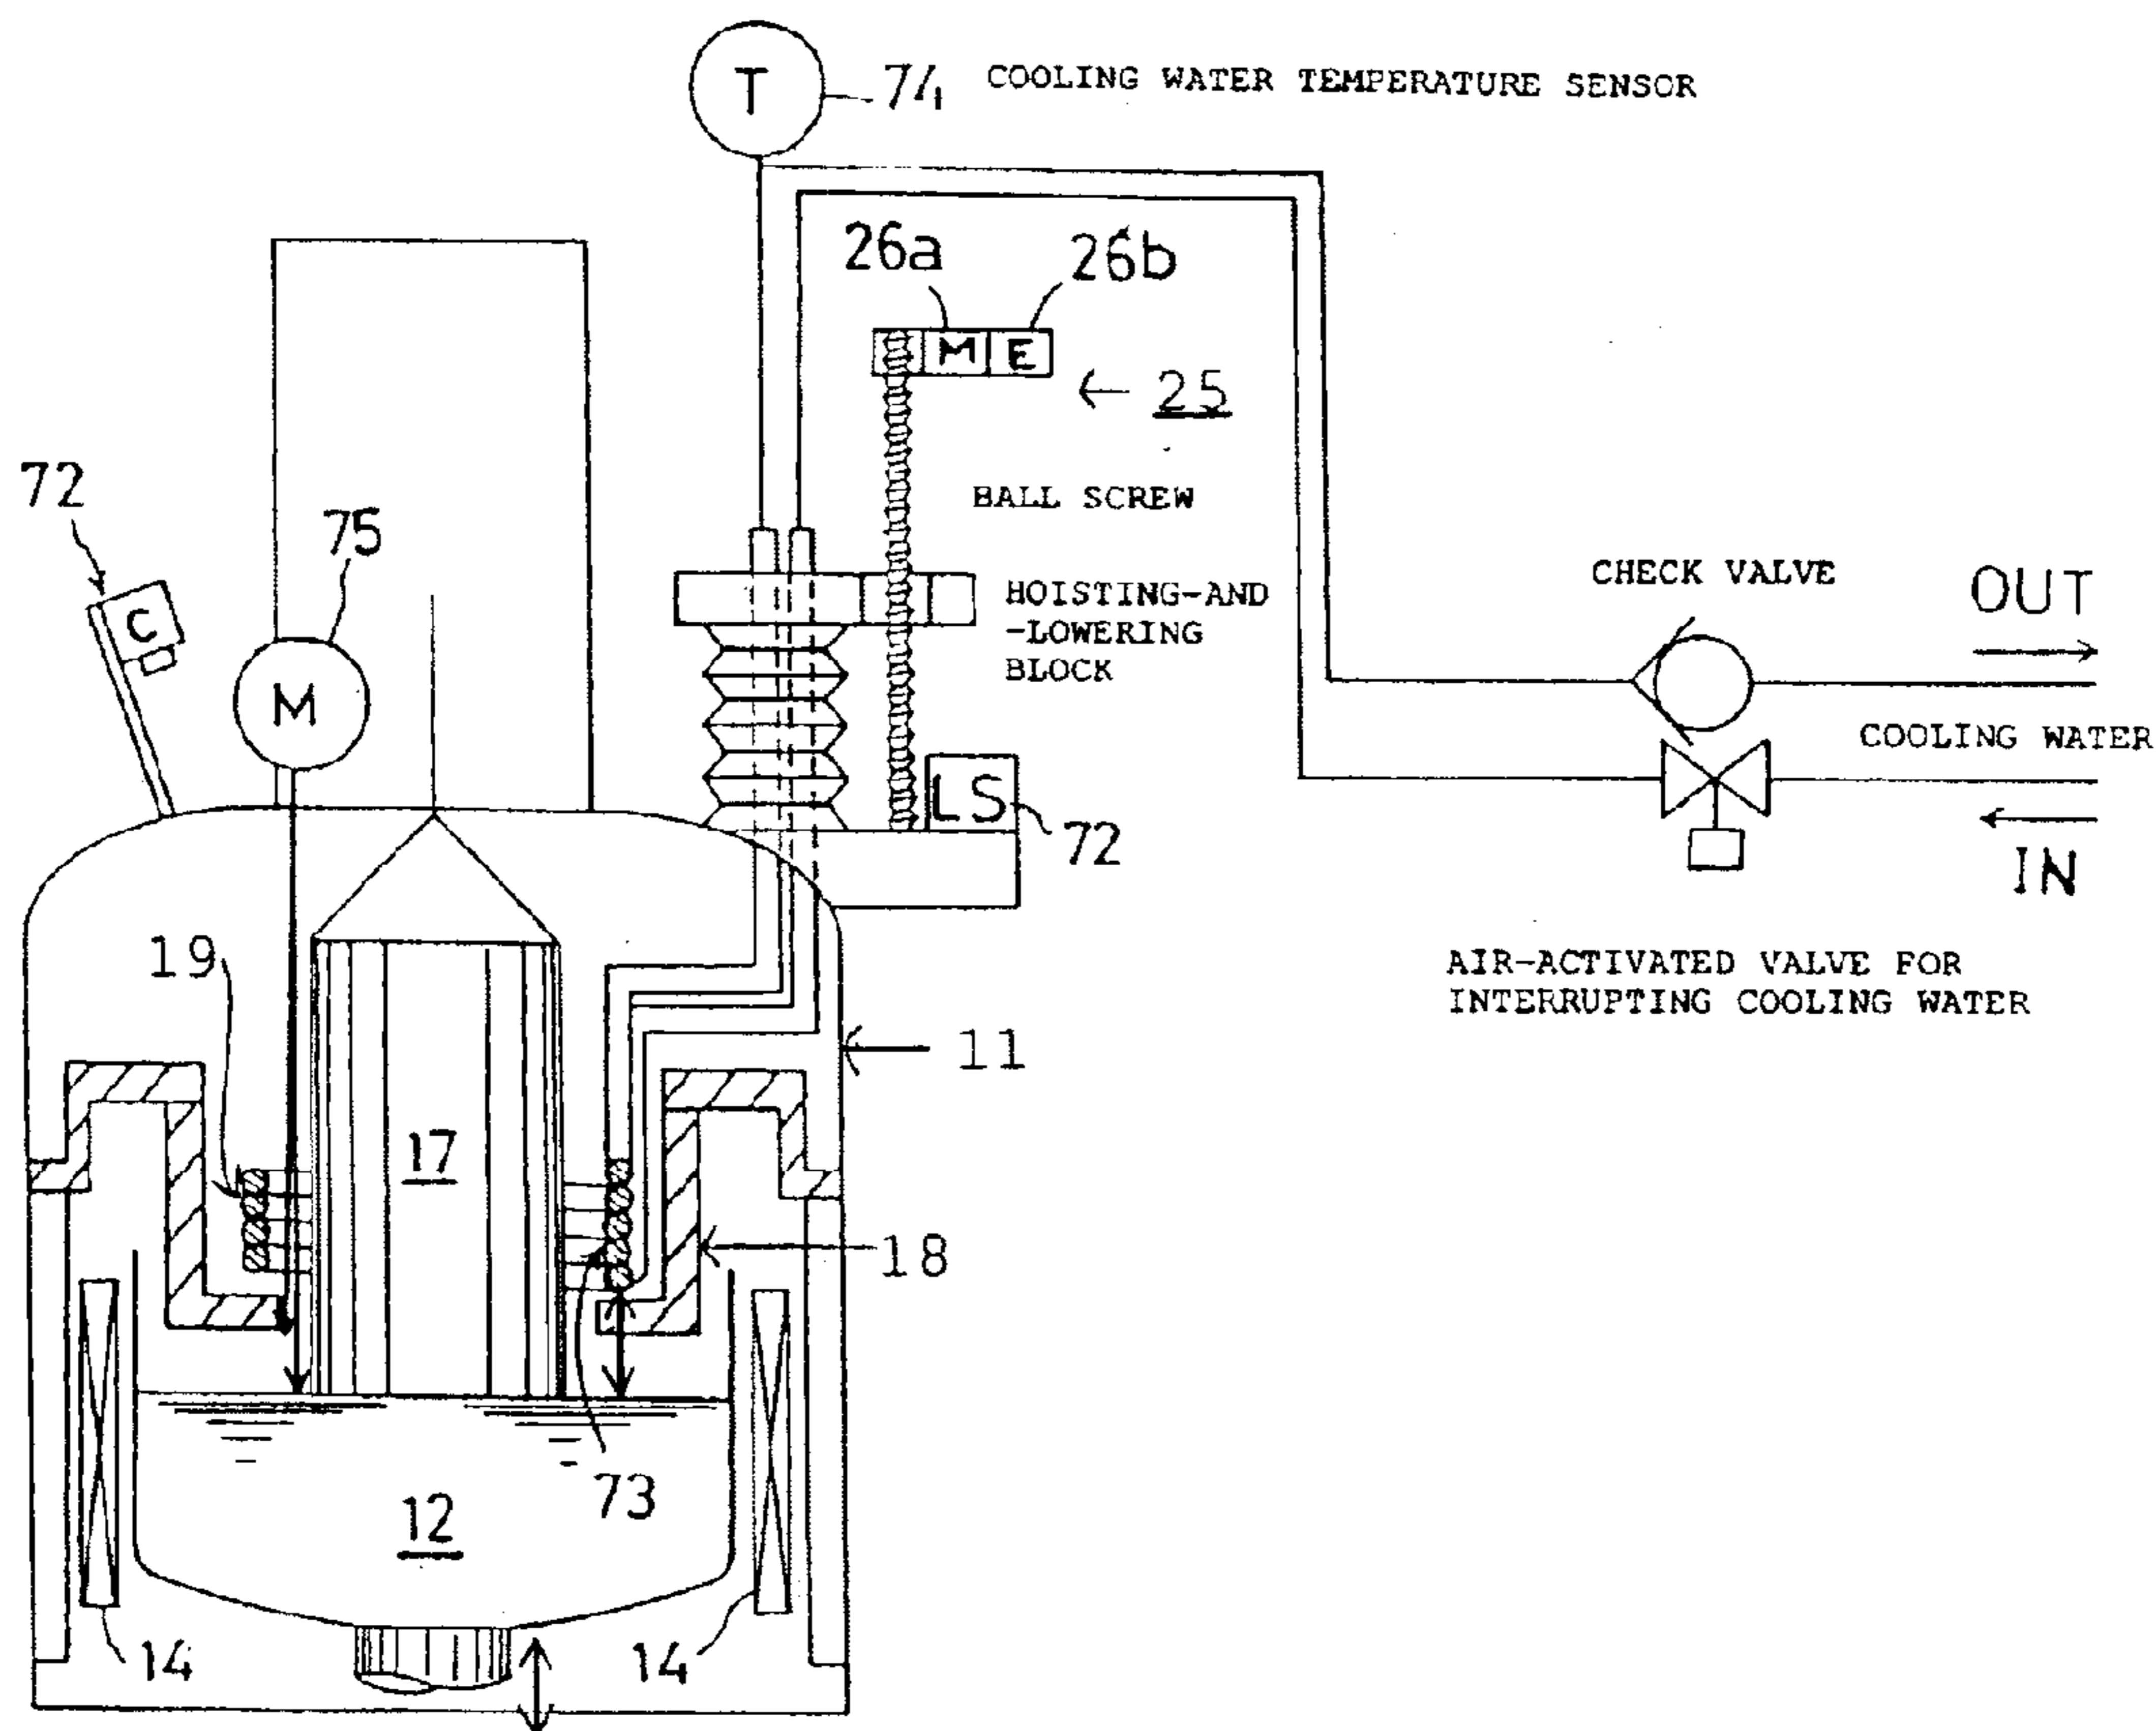 T
74 COOLING WATER TEMPERATURE SENSOR
26a
26b
M E
25
72
75
BALL SCREW
C
M
HOISTING-AND
-LOWERING
BLOCK
CHECK VALVE
OUT
COOLING WATER
LS
72
IN
19
AIR-ACTIVATED VALVE FOR
INTERRUPTING COOLING WATER
11
17
18
73
12
14
14